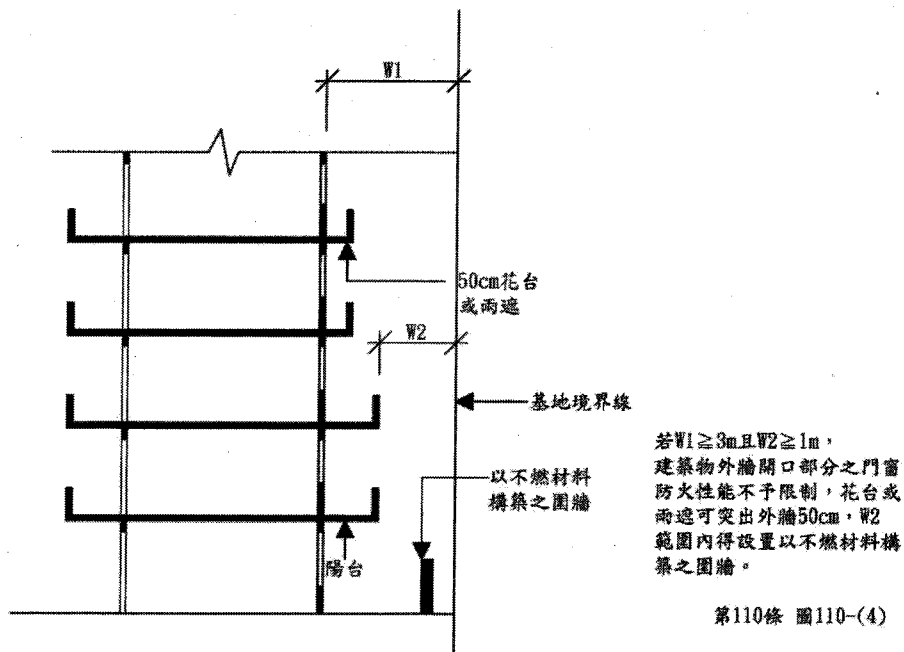 W1
50cm花台
或雨遮
W2
基地境界線
以不燃材料
構築之圍牆
陽台
若W1≧3m且W2≧1m，
建築物外牆開口部分之門窗
防火性能不予限制，花台或
雨遮可突出外牆50cm，W2
範圍內得設置以不燃材料構
築之圍牆。
第110條 圖110-(4)